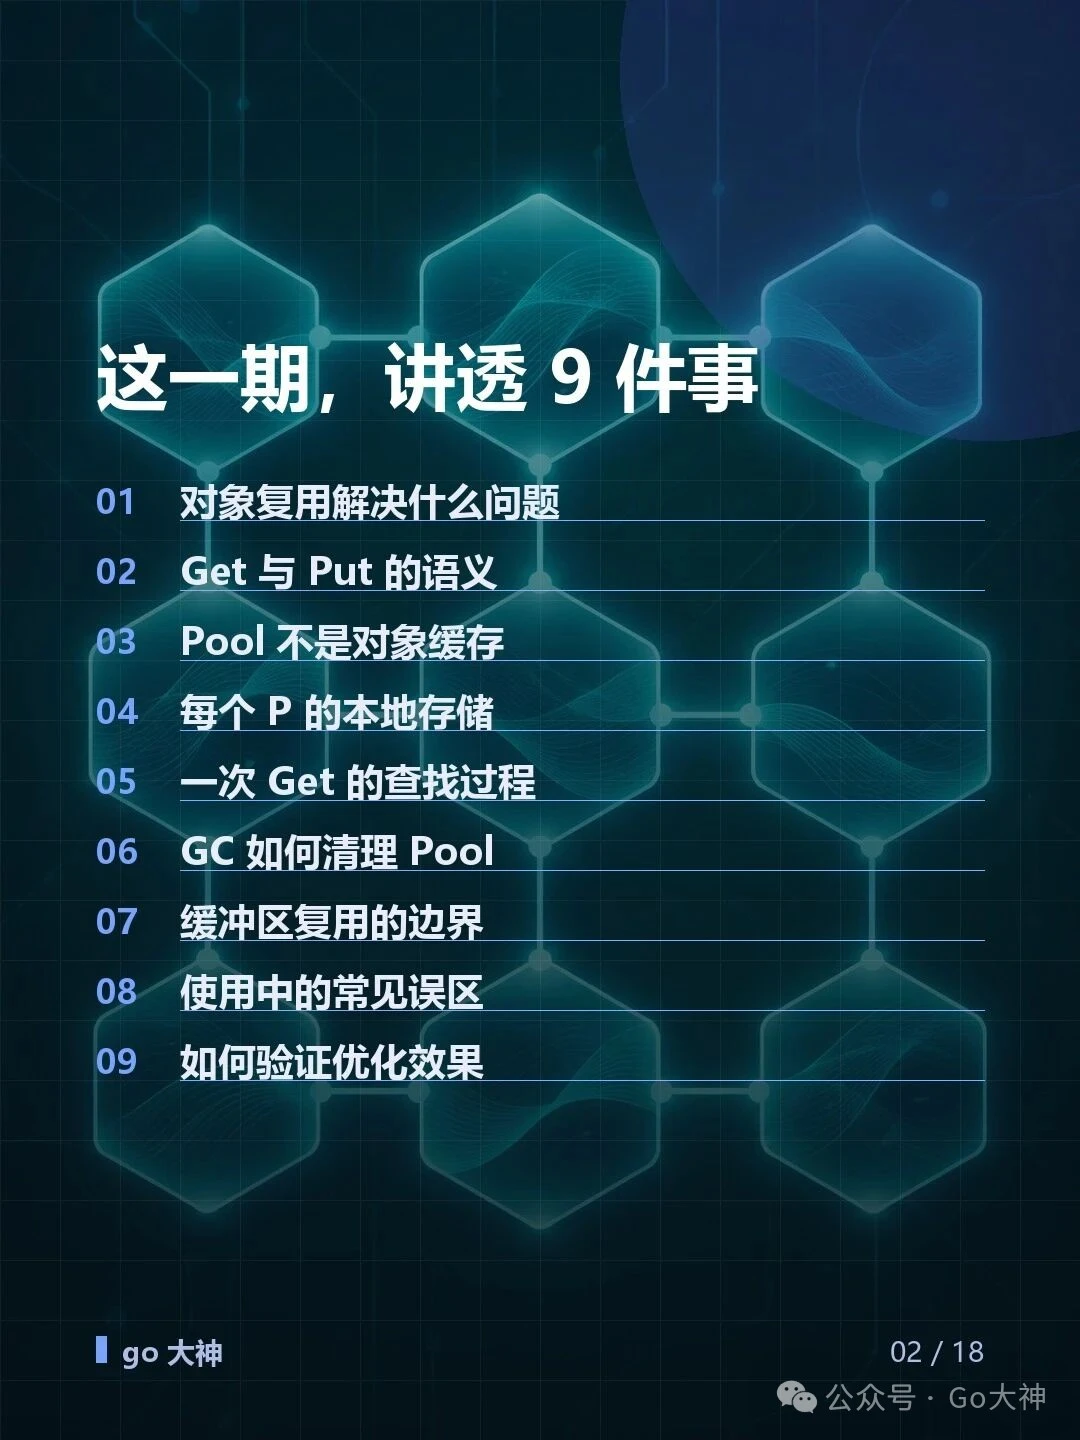 这一期，讲透 9 件事
01 对象复用解决什么问题
02 Get 与 Put 的语义
03 Pool 不是对象缓存
04 每个 P 的本地存储
05 一次 Get 的查找过程
06 GC 如何清理 Pool
07 缓冲区复用的边界
08 使用中的常见误区
09 如何验证优化效果
go 大神
02 / 18
公众号 · Go大神